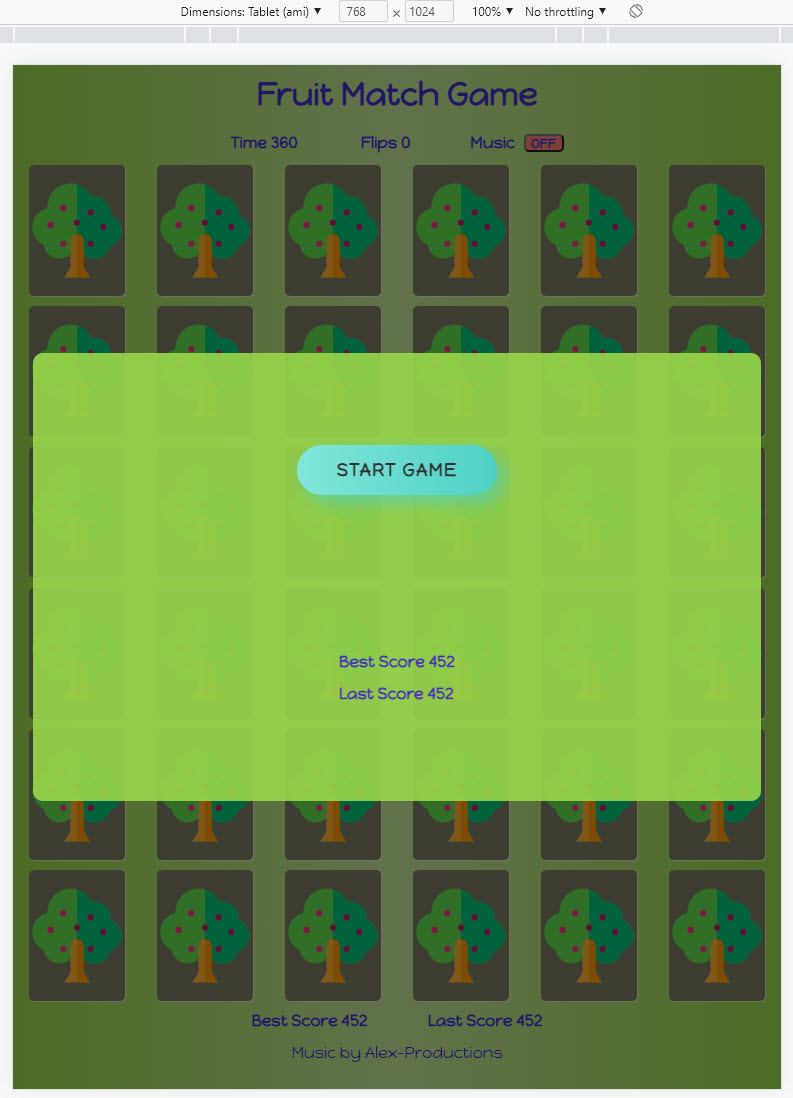 Dimensions: Tablet (ami) 768 × 1024 100% No throttling
Fruit Match Game
Time 360 Flips 0 Music OFF
START GAME
Best Score 452
Last Score 452
Best Score 452 Last Score 452
Music by Alex-Productions